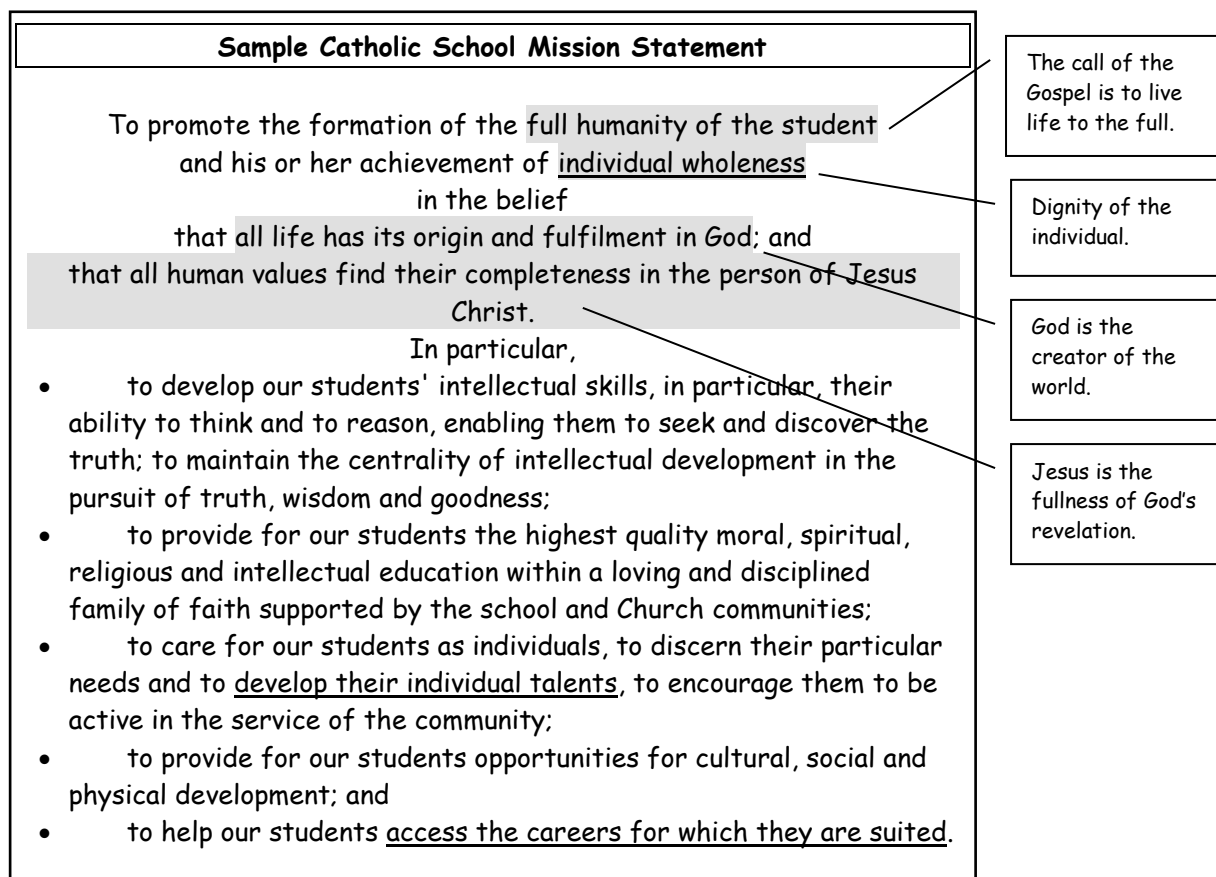 Sample Catholic School Mission Statement
To promote the formation of the full humanity of the student
and his or her achievement of individual wholeness
in the belief
that all life has its origin and fulfilment in God; and
that all human values find their completeness in the person of Jesus
Christ.
In particular,
• to develop our students' intellectual skills, in particular, their
ability to think and to reason, enabling them to seek and discover the
truth; to maintain the centrality of intellectual development in the
pursuit of truth, wisdom and goodness;
• to provide for our students the highest quality moral, spiritual,
religious and intellectual education within a loving and disciplined
family of faith supported by the school and Church communities;
• to care for our students as individuals, to discern their particular
needs and to develop their individual talents, to encourage them to be
active in the service of the community;
• to provide for our students opportunities for cultural, social and
physical development; and
• to help our students access the careers for which they are suited.
The call of the
Gospel is to live
life to the full.
Dignity of the
individual.
God is the
creator of the
world.
Jesus is the
fullness of God’s
revelation.